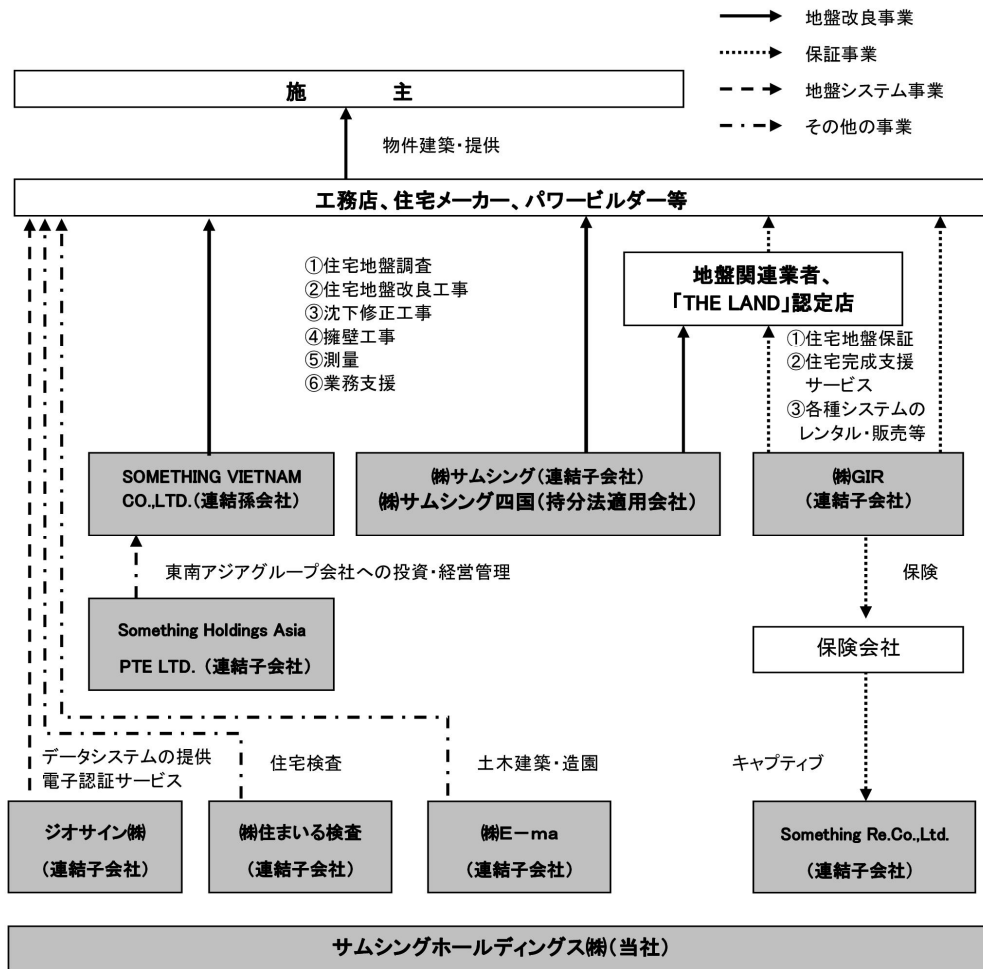 地盤改良事業
保証事業
地盤システム事業
その他の事業
施　　　主
物件建築・提供
工務店、住宅メーカー、パワービルダー等
①住宅地盤調査
②住宅地盤改良工事
③沈下修正工事
④擁壁工事
⑤測量
⑥業務支援
地盤関連業者、
「THE LAND」認定店
①住宅地盤保証
②住宅完成支援
サービス
③各種システムの
レンタル・販売等
SOMETHING VIETNAM
CO.,LTD.(連結孫会社)
㈱サムシング(連結子会社)
㈱サムシング四国(持分法適用会社)
㈱GIR
(連結子会社)
東南アジアグループ会社への投資・経営管理
保険
Something Holdings Asia
PTE LTD. (連結子会社)
保険会社
データシステムの提供
電子認証サービス
住宅検査
土木建築・造園
キャプティブ
ジオサイン㈱
(連結子会社)
㈱住まいる検査
(連結子会社)
㈱E－ma
(連結子会社)
Something Re.Co.,Ltd.
(連結子会社)
サムシングホールディングス㈱(当社)